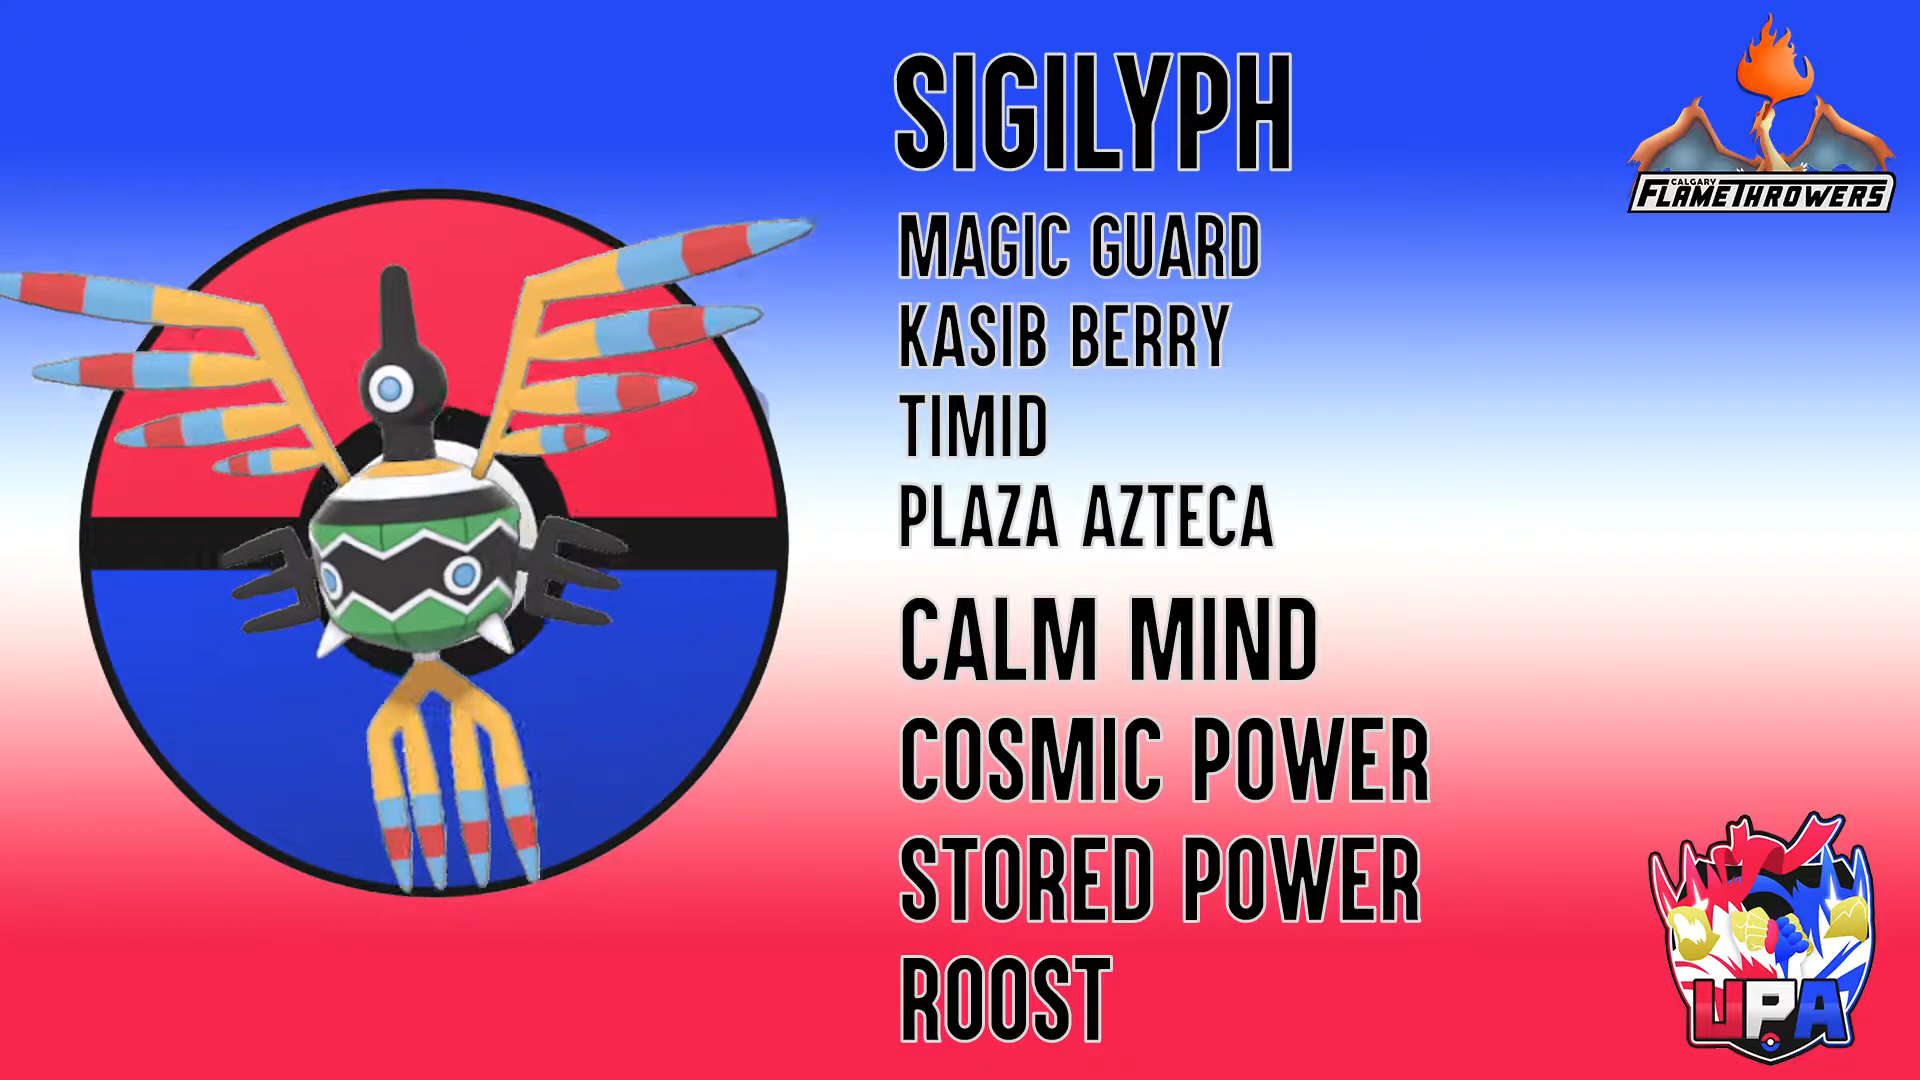 SIGILYPH
MAGIC GUARD
KASIB BERRY
TIMID
PLAZA AZTECA
CALM MIND
COSMIC POWER
STORED POWER
ROOST
CALGARY
FLAMETHROWERS
UPA